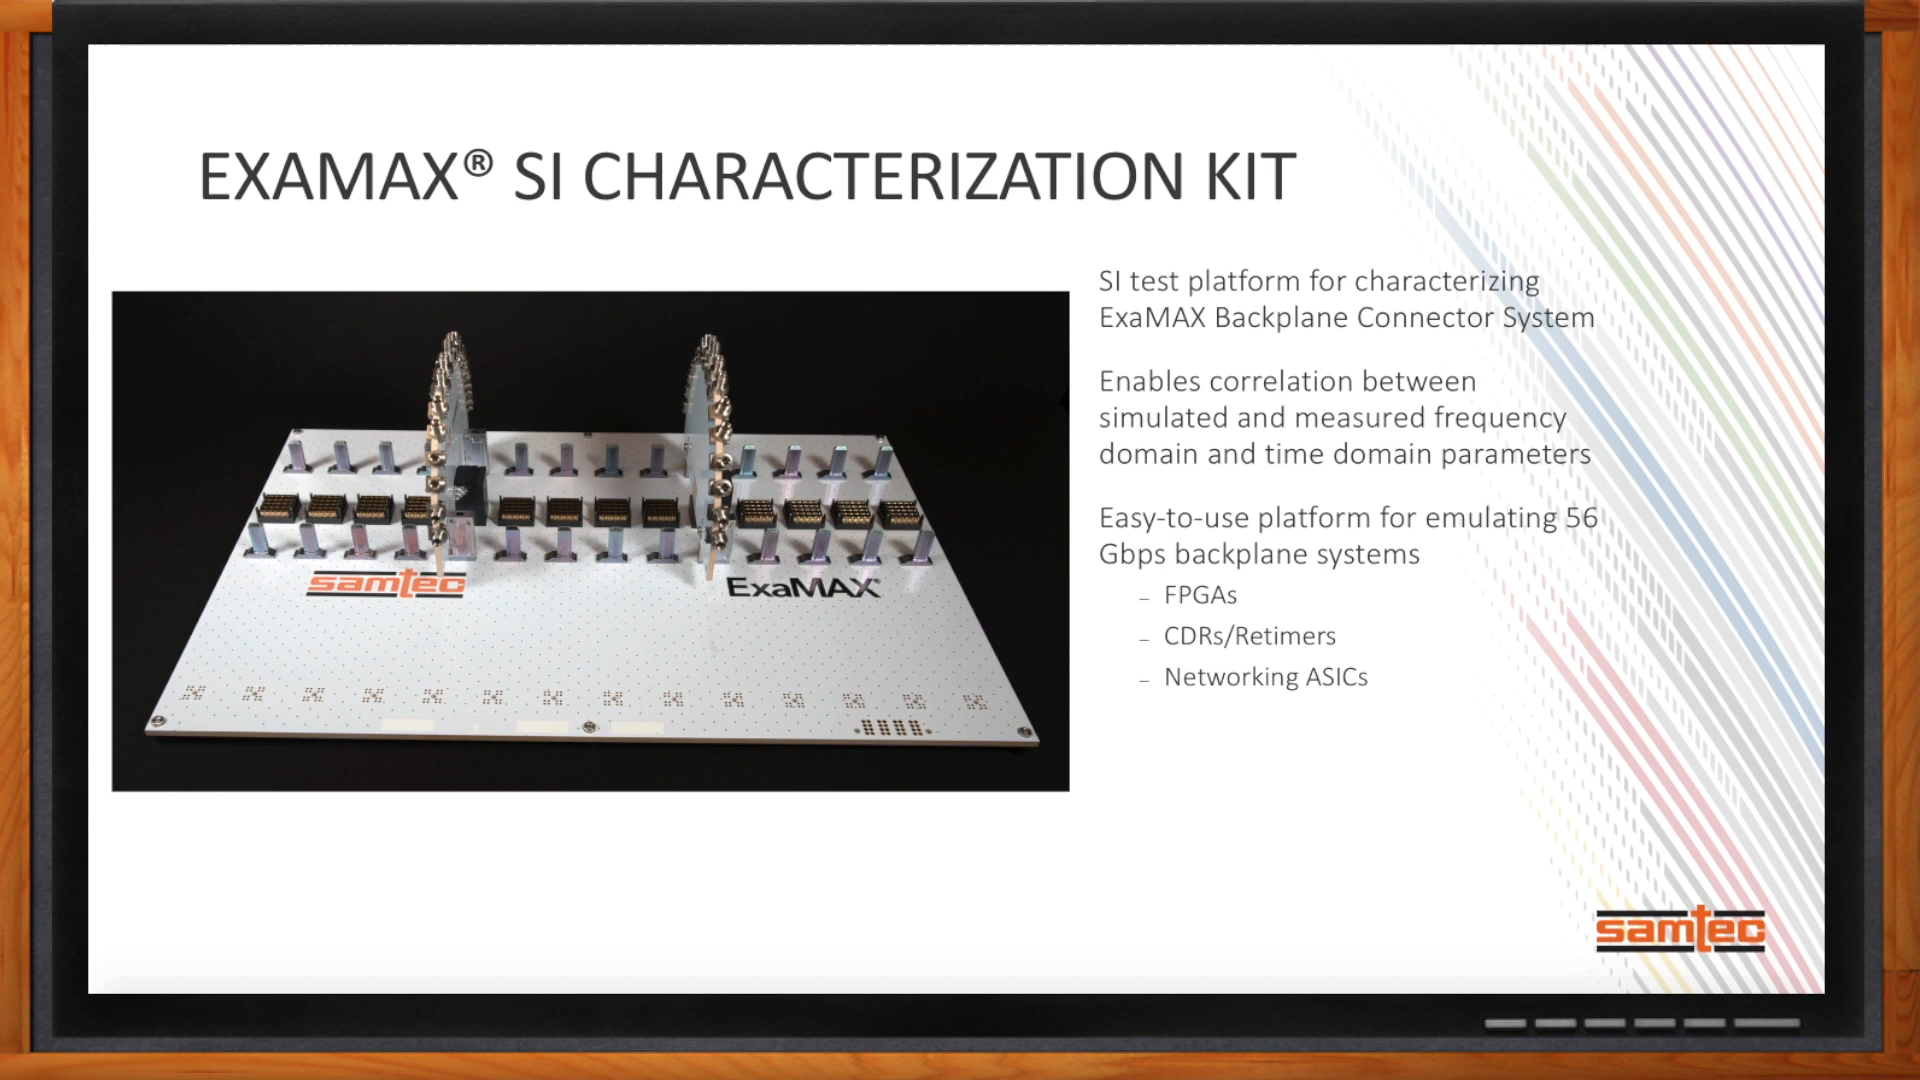 EXAMAX® SI CHARACTERIZATION KIT
SI test platform for characterizing
ExaMAX Backplane Connector System
Enables correlation between
simulated and measured frequency
domain and time domain parameters
Easy-to-use platform for emulating 56
Gbps backplane systems
– FPGAs
– CDRs/Retimers
– Networking ASICs
samtec
ExaMAX®
samtec